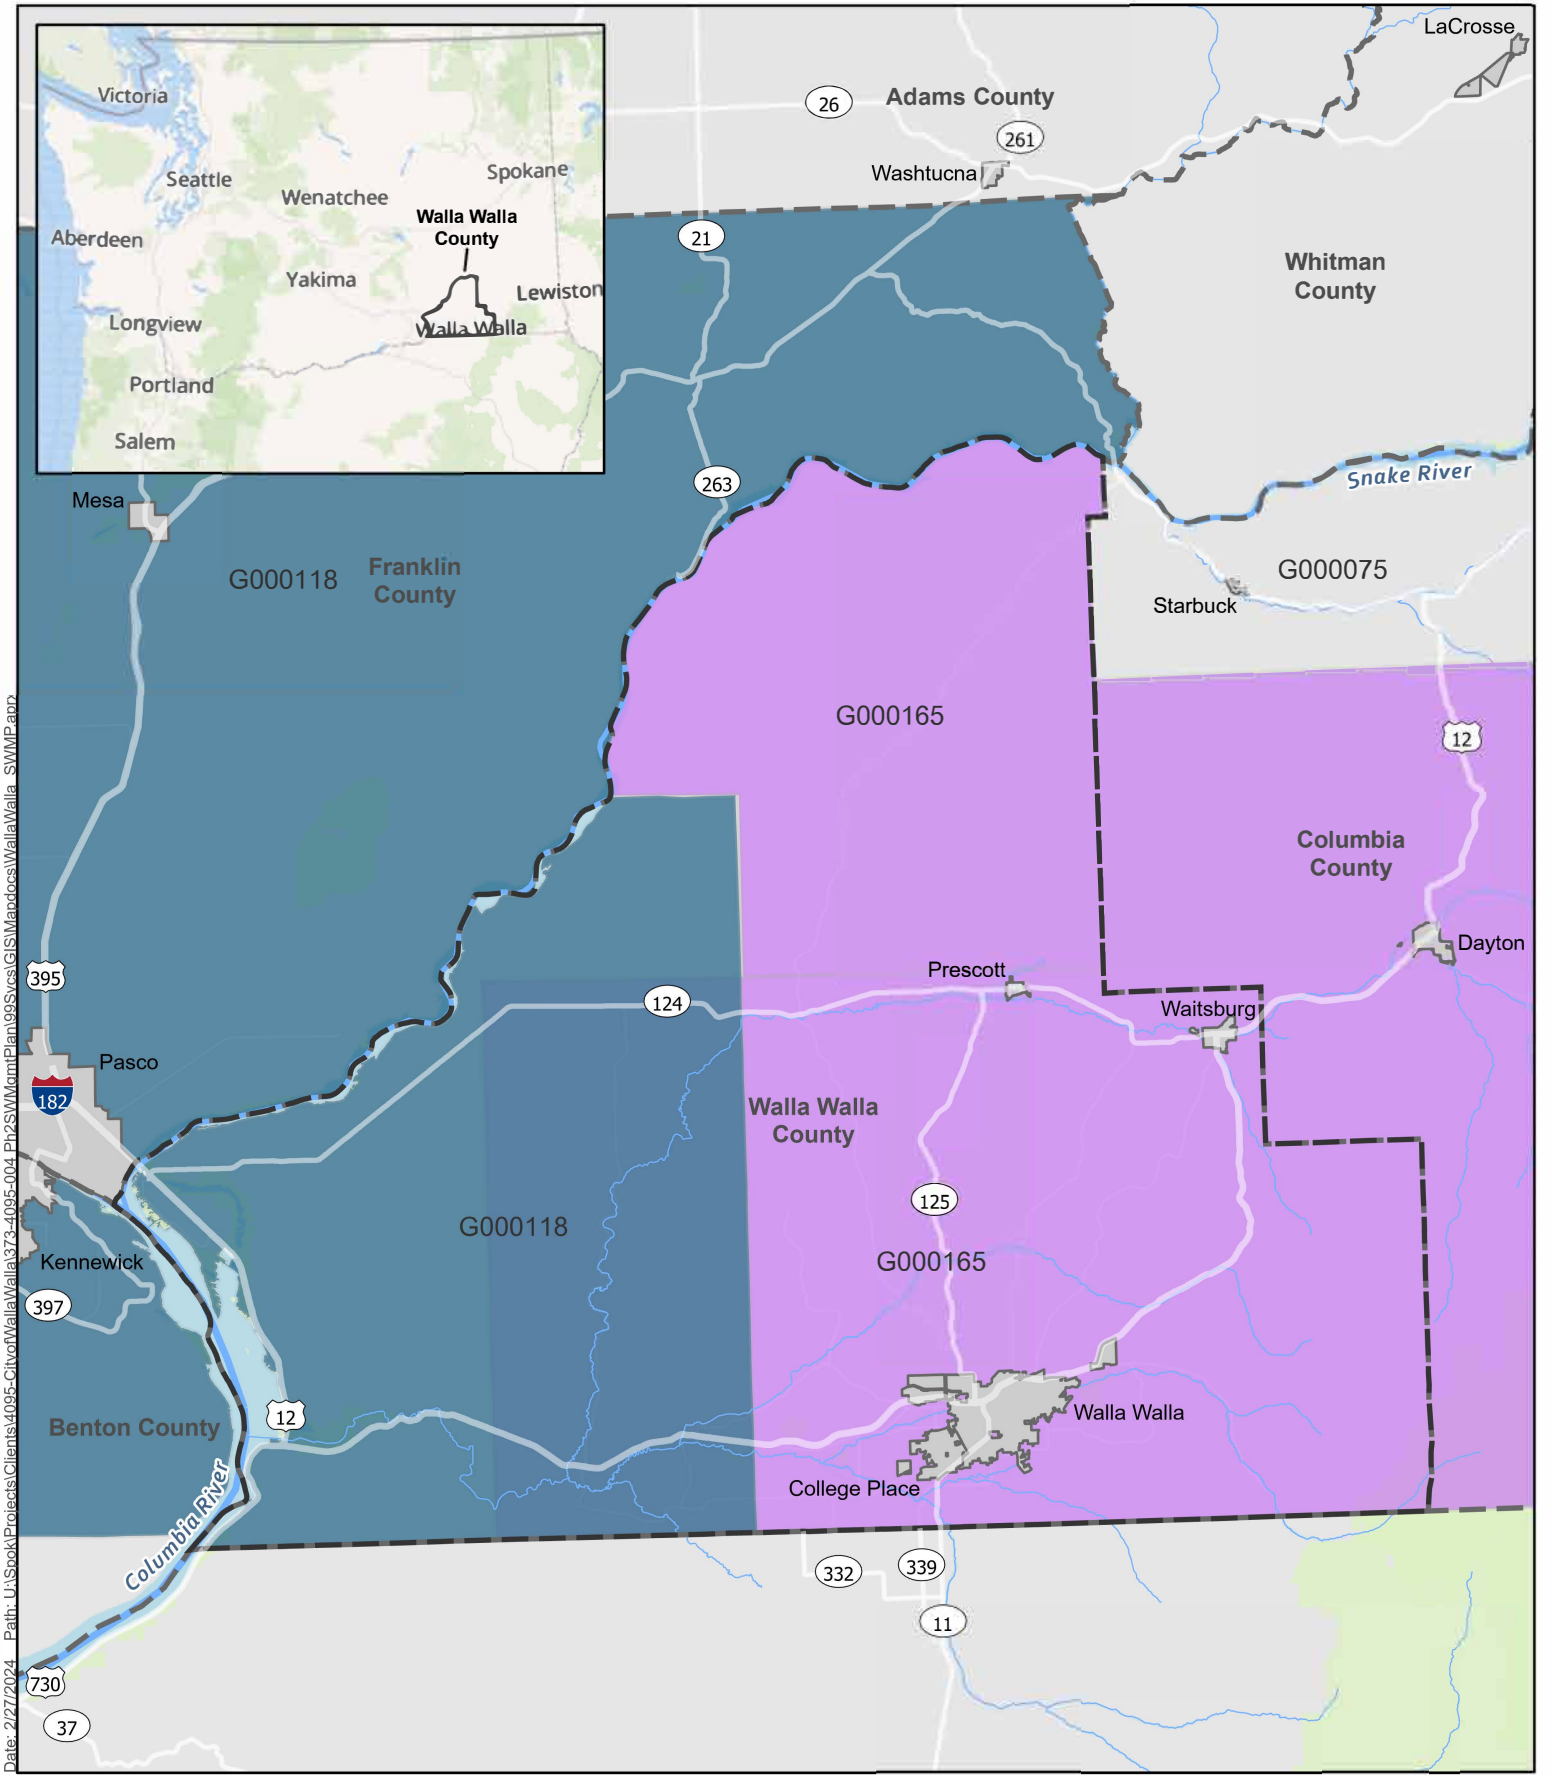 LaCrosse
26
Adams County
261
Washtucna
Victoria
Seattle
Spokane
Wenatchee
Walla Walla
County
Aberdeen
Yakima
Lewiston
Longview
Walla Walla
Portland
Salem
21
Whitman
County
Snake River
263
Mesa
G000118
Franklin
County
G000075
Starbuck
G000165
12
Columbia
County
Dayton
395
Prescott
124
Waitsburg
Pasco
182
Walla Walla
County
125
G000118
G000165
Kennewick
397
Benton County
12
Walla Walla
College Place
Columbia River
332
339
11
730
37
Date: 2/27/2024 Path: U:\Spok\Projects\Clients\4095-CityofWallaWalla\373-4095-004 Ph2SWMgmtPlan\99Svcs\GIS\Mapdocs\WallaWalla_SWMP.aprx